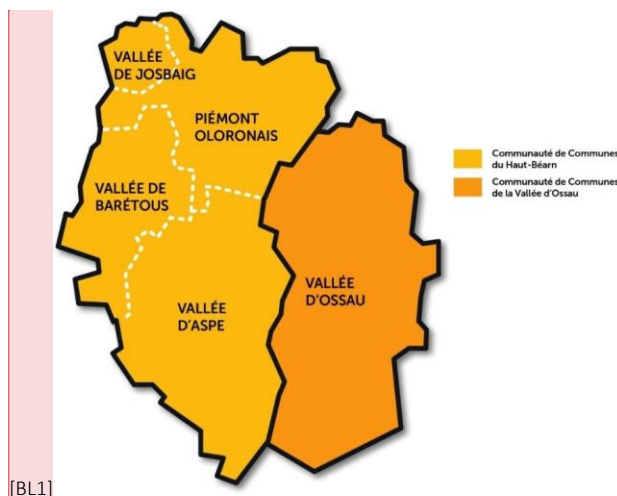 VALLÉE
DE JOSBAIG
PIÉMONT
OLORONAIS
VALLÉE DE
BARÉTOUS
VALLÉE
D'ASPE
VALLÉE
D'OSSAU
Communauté de Communes
du Haut-Béarn
Communauté de Communes
de la Vallée d'Ossau
[BL1]